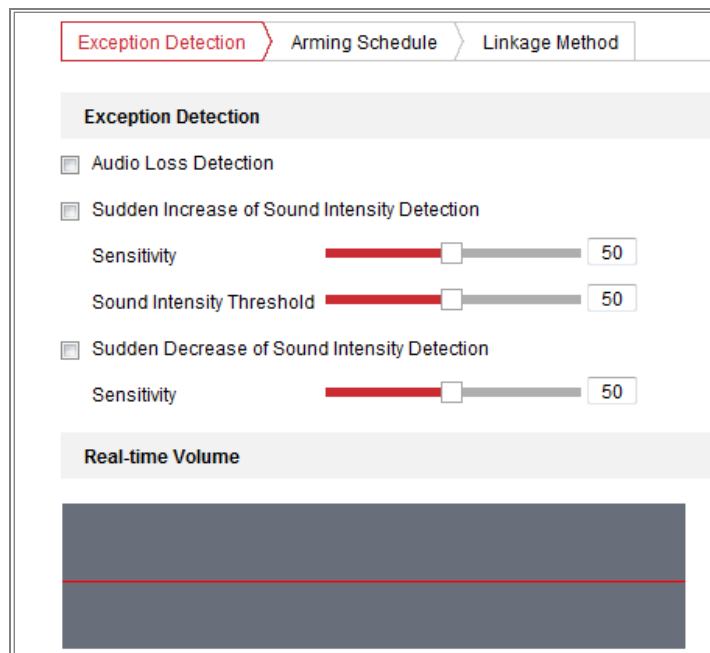 Exception Detection Arming Schedule Linkage Method
Exception Detection
Audio Loss Detection
Sudden Increase of Sound Intensity Detection
Sensitivity 50
Sound Intensity Threshold 50
Sudden Decrease of Sound Intensity Detection
Sensitivity 50
Real-time Volume